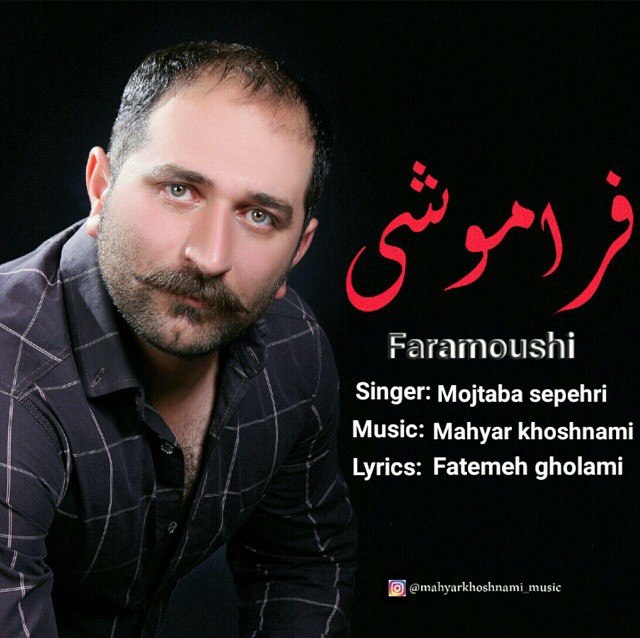 فراموشی
Faramoushi
Singer: Mojtaba sepehri
Music: Mahyar khoshnami
Lyrics: Fatemeh gholami
@mahyarkhoshnami_music